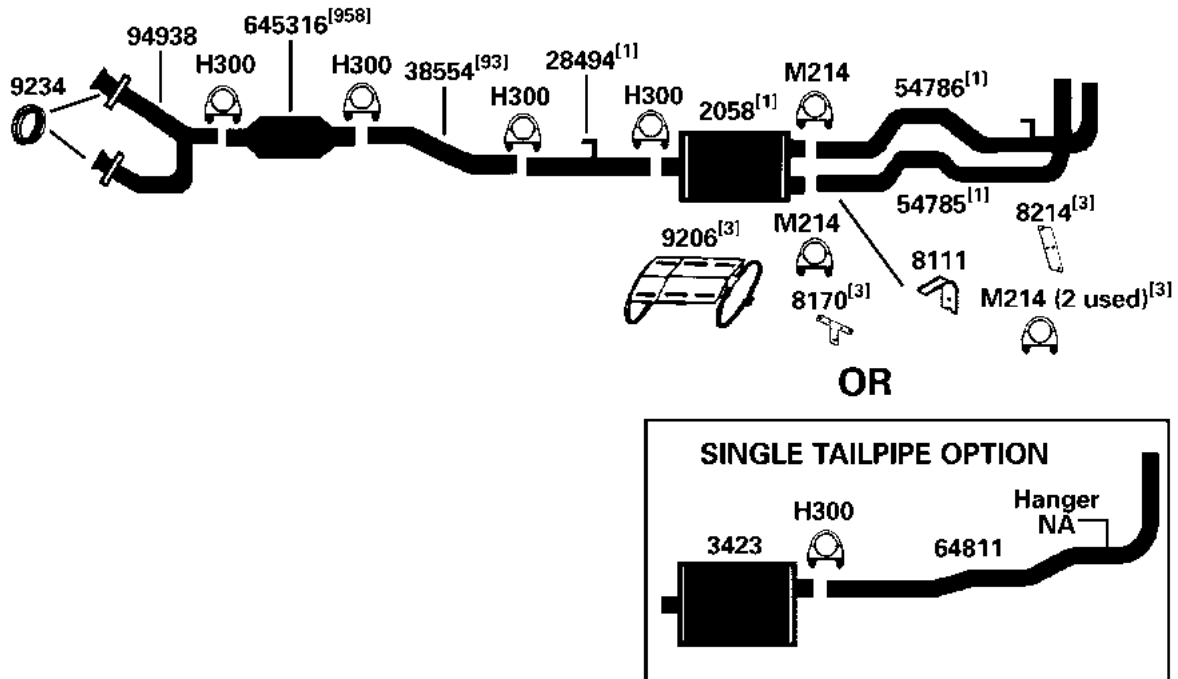 645316[958]
94938
9234
H300
H300
38554[93]
28494[1]
H300
H300
M214
2058[1]
54786[1]
54785[1]
9206[3]
M214
8170[3]
8111
8214[3]
M214 (2 used)[3]
OR
SINGLE TAILPIPE OPTION
3423
H300
64811
Hanger
NA